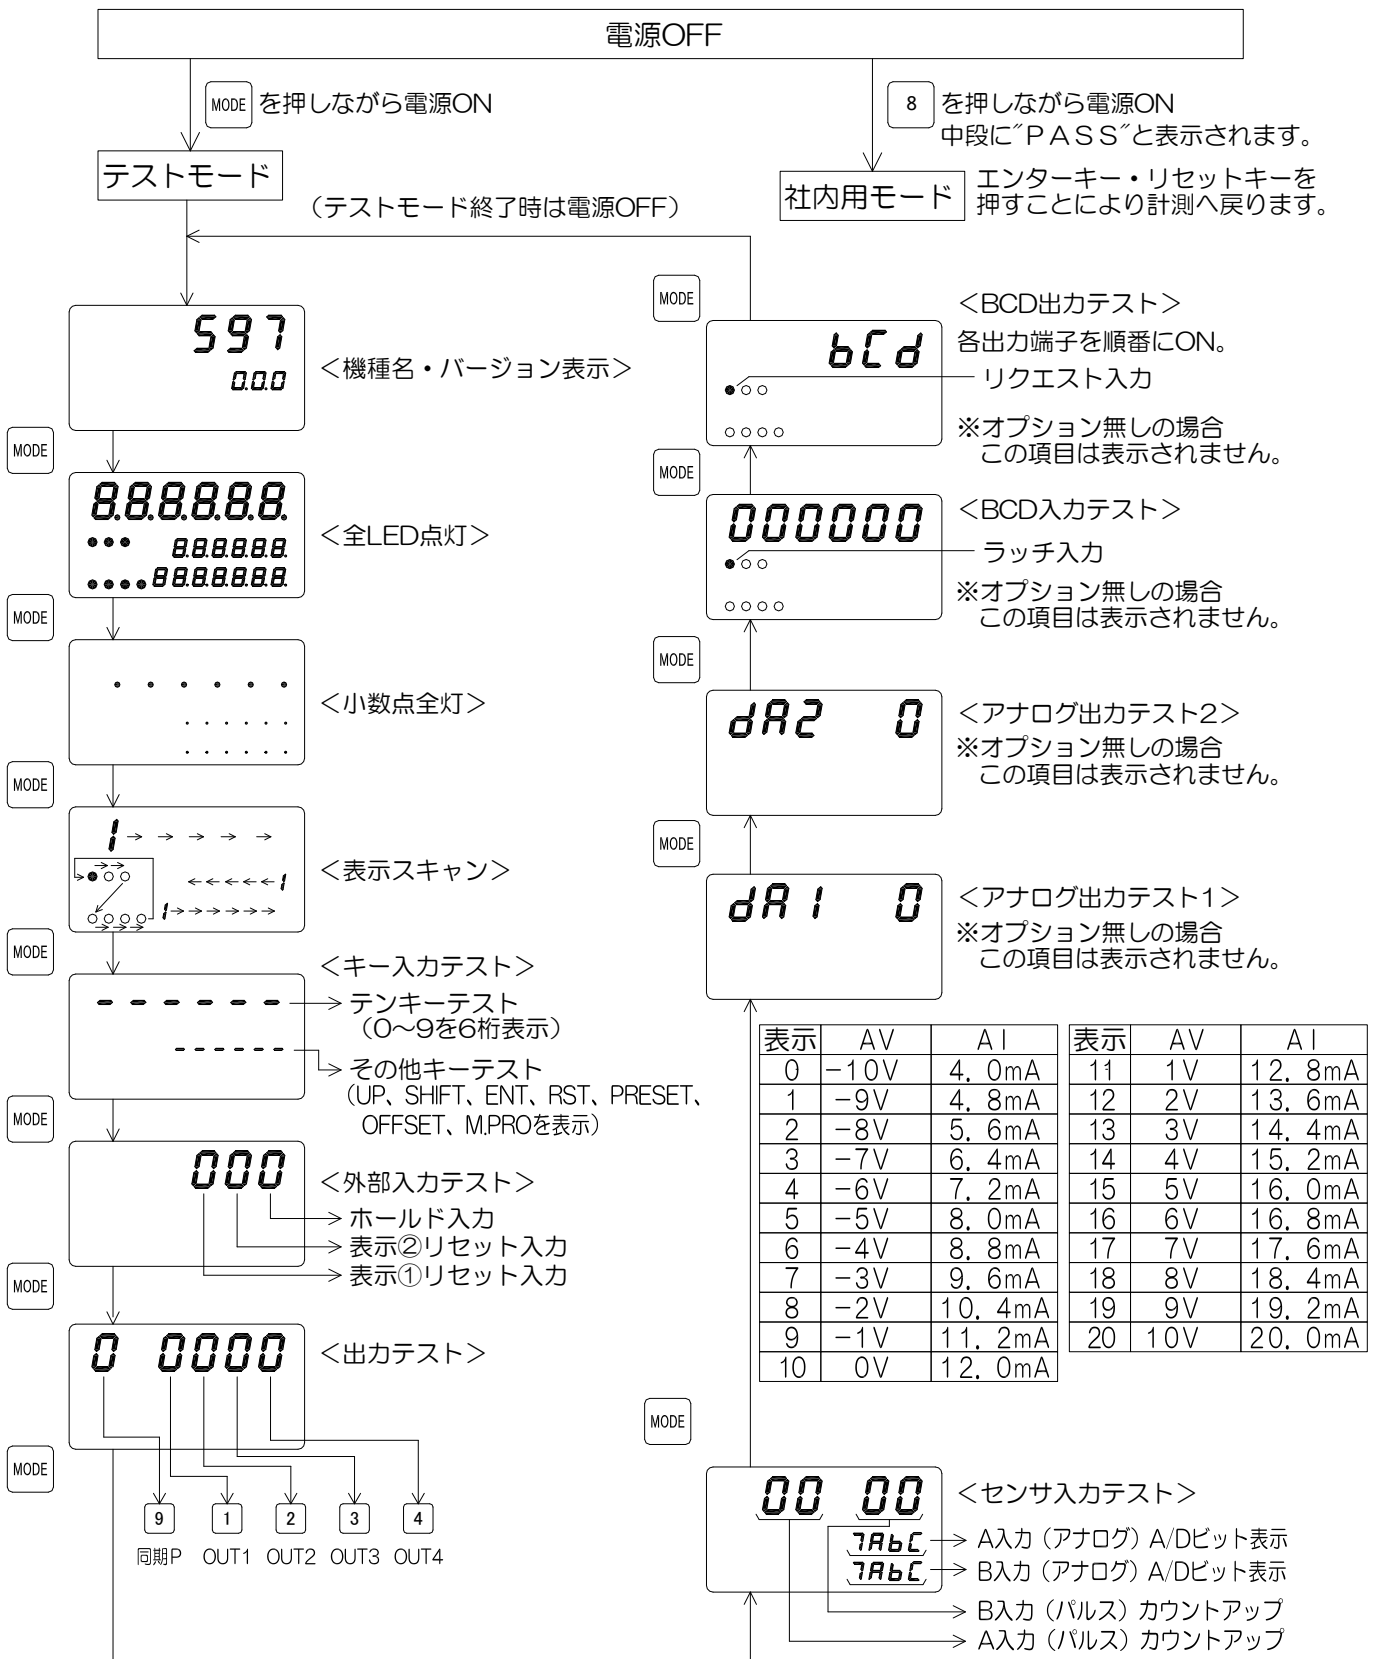 電源OFF
MODE を押しながら電源ON
8 を押しながら電源ON
中段に″PASS″と表示されます。
テストモード
(テストモード終了時は電源OFF)
社内用モード
エンターキー・リセットキーを
押すことにより計測へ戻ります。
597
0.0.0
<機種名・バージョン表示>
MODE
8.8.8.8.8.8.
8.8.8.8.8.8.
8 8.8.8.8.8.8.
<全LED点灯>
MODE
<小数点全灯>
MODE
1→ → → → →
←←←←←1
1→→→→→→
<表示スキャン>
MODE
<キー入力テスト>
- - - - - -
テンキーテスト
(0~9を6桁表示)
- - - - - -
その他キーテスト
(UP、SHIFT、ENT、RST、PRESET、
OFFSET、M.PROを表示)
MODE
000
<外部入力テスト>
ホールド入力
表示②リセット入力
表示①リセット入力
MODE
0 0000
<出力テスト>
MODE
9 1 2 3 4
同期P OUT1 OUT2 OUT3 OUT4
MODE
<BCD出力テスト>
bCd
各出力端子を順番にON。
リクエスト入力
※オプション無しの場合
この項目は表示されません。
MODE
000000
<BCD入力テスト>
ラッチ入力
※オプション無しの場合
この項目は表示されません。
MODE
dA2 0
<アナログ出力テスト2>
※オプション無しの場合
この項目は表示されません。
MODE
dA1 0
<アナログ出力テスト1>
※オプション無しの場合
この項目は表示されません。
表示 AV AI
0 -10V 4.0mA
1 -9V 4.8mA
2 -8V 5.6mA
3 -7V 6.4mA
4 -6V 7.2mA
5 -5V 8.0mA
6 -4V 8.8mA
7 -3V 9.6mA
8 -2V 10.4mA
9 -1V 11.2mA
10 0V 12.0mA
表示 AV AI
11 1V 12.8mA
12 2V 13.6mA
13 3V 14.4mA
14 4V 15.2mA
15 5V 16.0mA
16 6V 16.8mA
17 7V 17.6mA
18 8V 18.4mA
19 9V 19.2mA
20 10V 20.0mA
MODE
00 00
<センサ入力テスト>
7AbC
A入力(アナログ)A/Dビット表示
7AbC
B入力(アナログ)A/Dビット表示
B入力(パルス)カウントアップ
A入力(パルス)カウントアップ